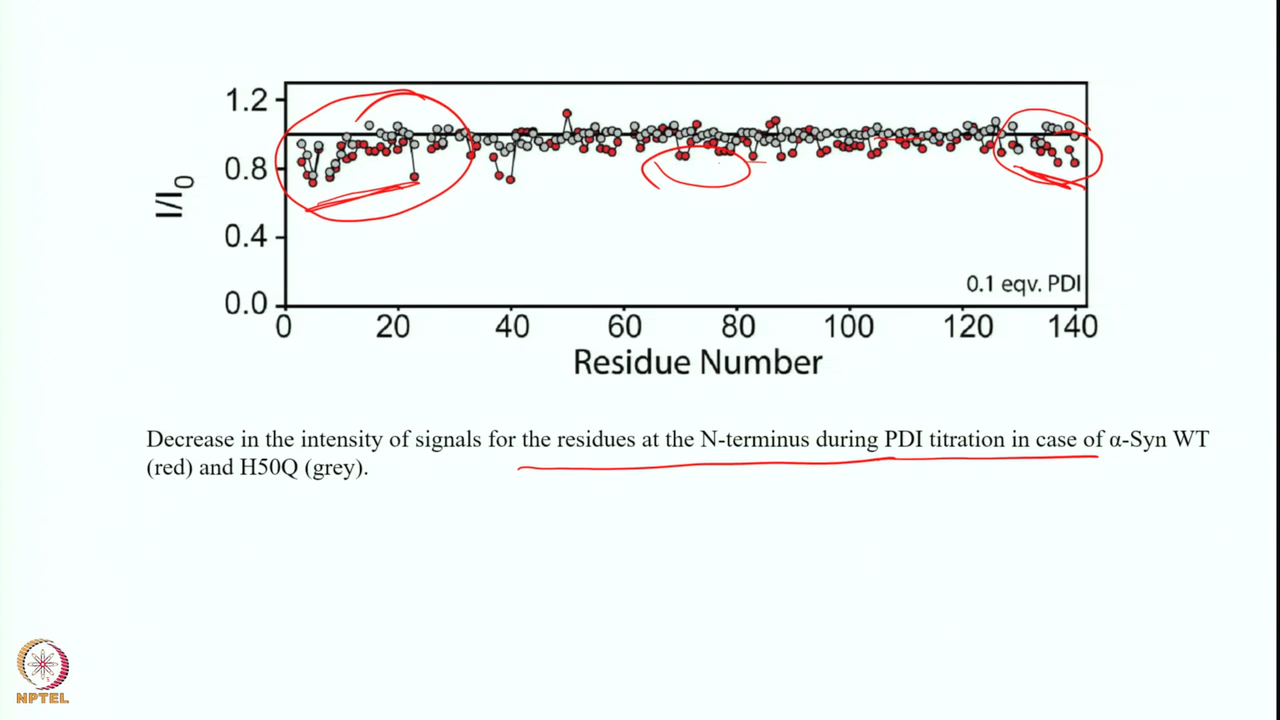 1.2
0.8
0.4
0.0
I/I0
0.1 eqv. PDI
0 20 40 60 80 100 120 140
Residue Number
Decrease in the intensity of signals for the residues at the N-terminus during PDI titration in case of α-Syn WT
(red) and H50Q (grey).
NPTEL